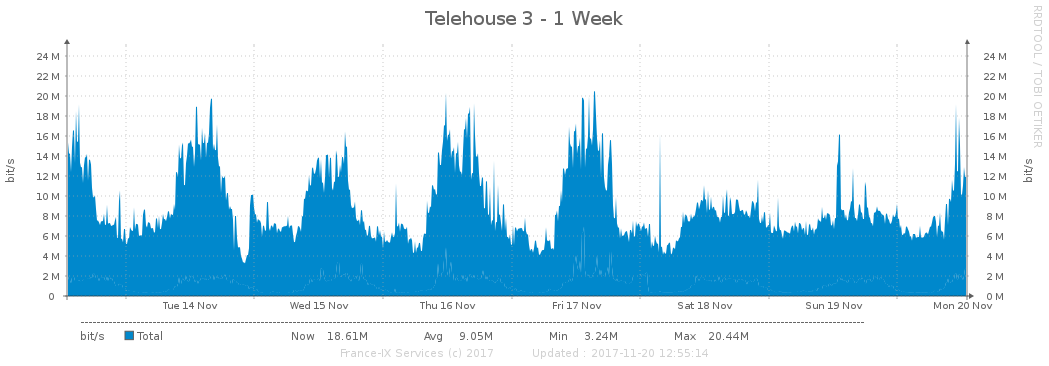 Telehouse 3 - 1 Week
RRDTOOL / TOBI OETIKER
24 M 24 M
22 M 22 M
20 M 20 M
18 M 18 M
16 M 16 M
14 M 14 M
12 M 12 M
10 M 10 M
8 M 8 M
6 M 6 M
4 M 4 M
2 M 2 M
0 0 M
bit/s
bit/s
Tue 14 Nov Wed 15 Nov Thu 16 Nov Fri 17 Nov Sat 18 Nov Sun 19 Nov Mon 20 Nov
bit/s Total Now 18.61M Avg 9.05M Min 3.24M Max 20.44M
France-IX Services (c) 2017 Updated : 2017-11-20 12:55:14